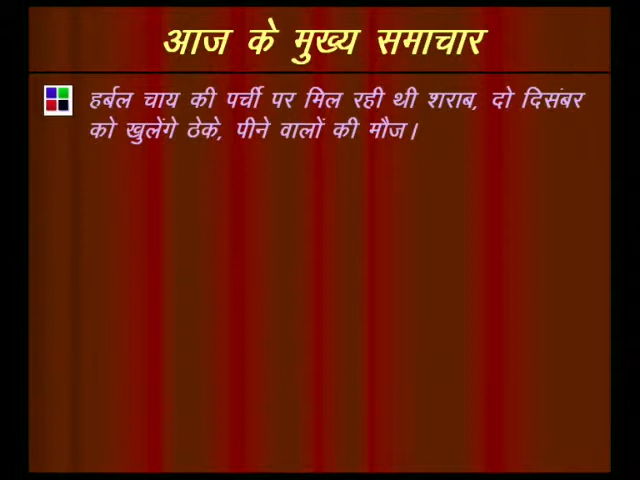 आज के मुख्य समाचार
हर्बल चाय की पर्ची पर मिल रही थी शराब, दो दिसंबर
को खुलेंगे ठेके, पीने वालों की मौज।